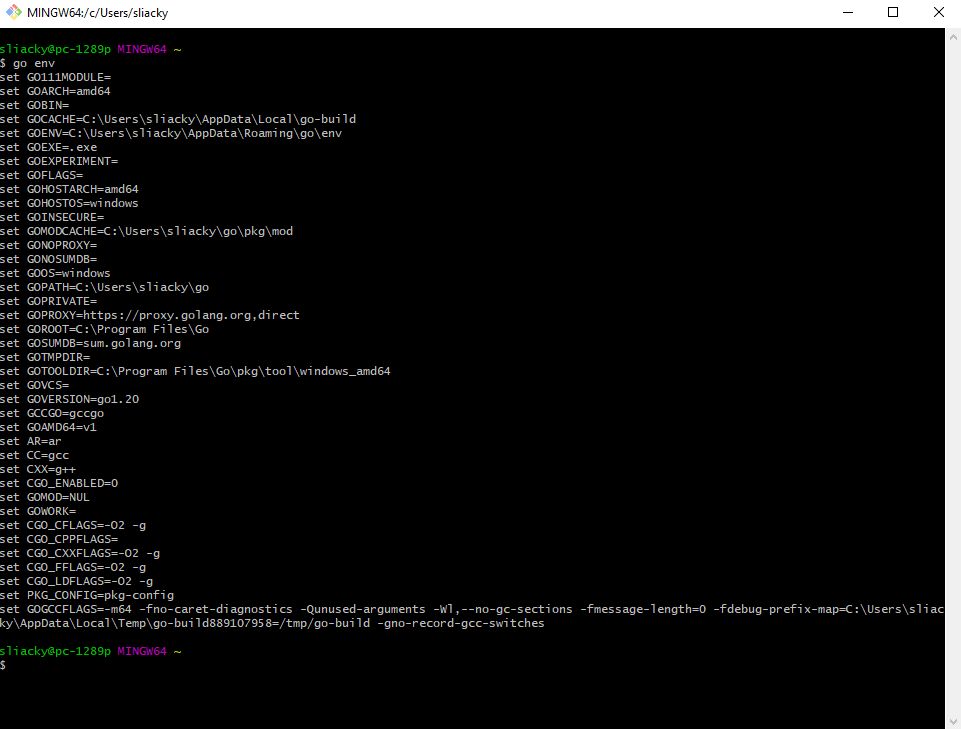 MINGW64:/c/Users/sliacky
sliacky@pc-1289p MINGW64 ~
$ go env
set GO111MODULE=
set GOARCH=amd64
set GOBIN=
set GOCACHE=C:\Users\sliacky\AppData\Local\go-build
set GOENV=C:\Users\sliacky\AppData\Roaming\go\env
set GOEXE=.exe
set GOEXPERIMENT=
set GOFLAGS=
set GOHOSTARCH=amd64
set GOHOSTOS=windows
set GOINSECURE=
set GOMODCACHE=C:\Users\sliacky\go\pkg\mod
set GONOPROXY=
set GONOSUMDB=
set GOOS=windows
set GOPATH=C:\Users\sliacky\go
set GOPRIVATE=
set GOPROXY=https://proxy.golang.org,direct
set GOROOT=C:\Program Files\Go
set GOSUMDB=sum.golang.org
set GOTMPDIR=
set GOTOOLDIR=C:\Program Files\Go\pkg\tool\windows_amd64
set GOVCS=
set GOVERSION=go1.20
set GCCGO=gccgo
set GOAMD64=v1
set AR=ar
set CC=gcc
set CXX=g++
set CGO_ENABLED=0
set GOMOD=NUL
set GOWORK=
set CGO_CFLAGS=-O2 -g
set CGO_CPPFLAGS=
set CGO_CXXFLAGS=-O2 -g
set CGO_FFLAGS=-O2 -g
set CGO_LDFLAGS=-O2 -g
set PKG_CONFIG=pkg-config
set GOGCCFLAGS=-m64 -fno-caret-diagnostics -Qunused-arguments -Wl,--no-gc-sections -fmessage-length=0 -fdebug-prefix-map=C:\Users\sliac
ky\AppData\Local\Temp\go-build889107958=/tmp/go-build -gno-record-gcc-switches
sliacky@pc-1289p MINGW64 ~
$